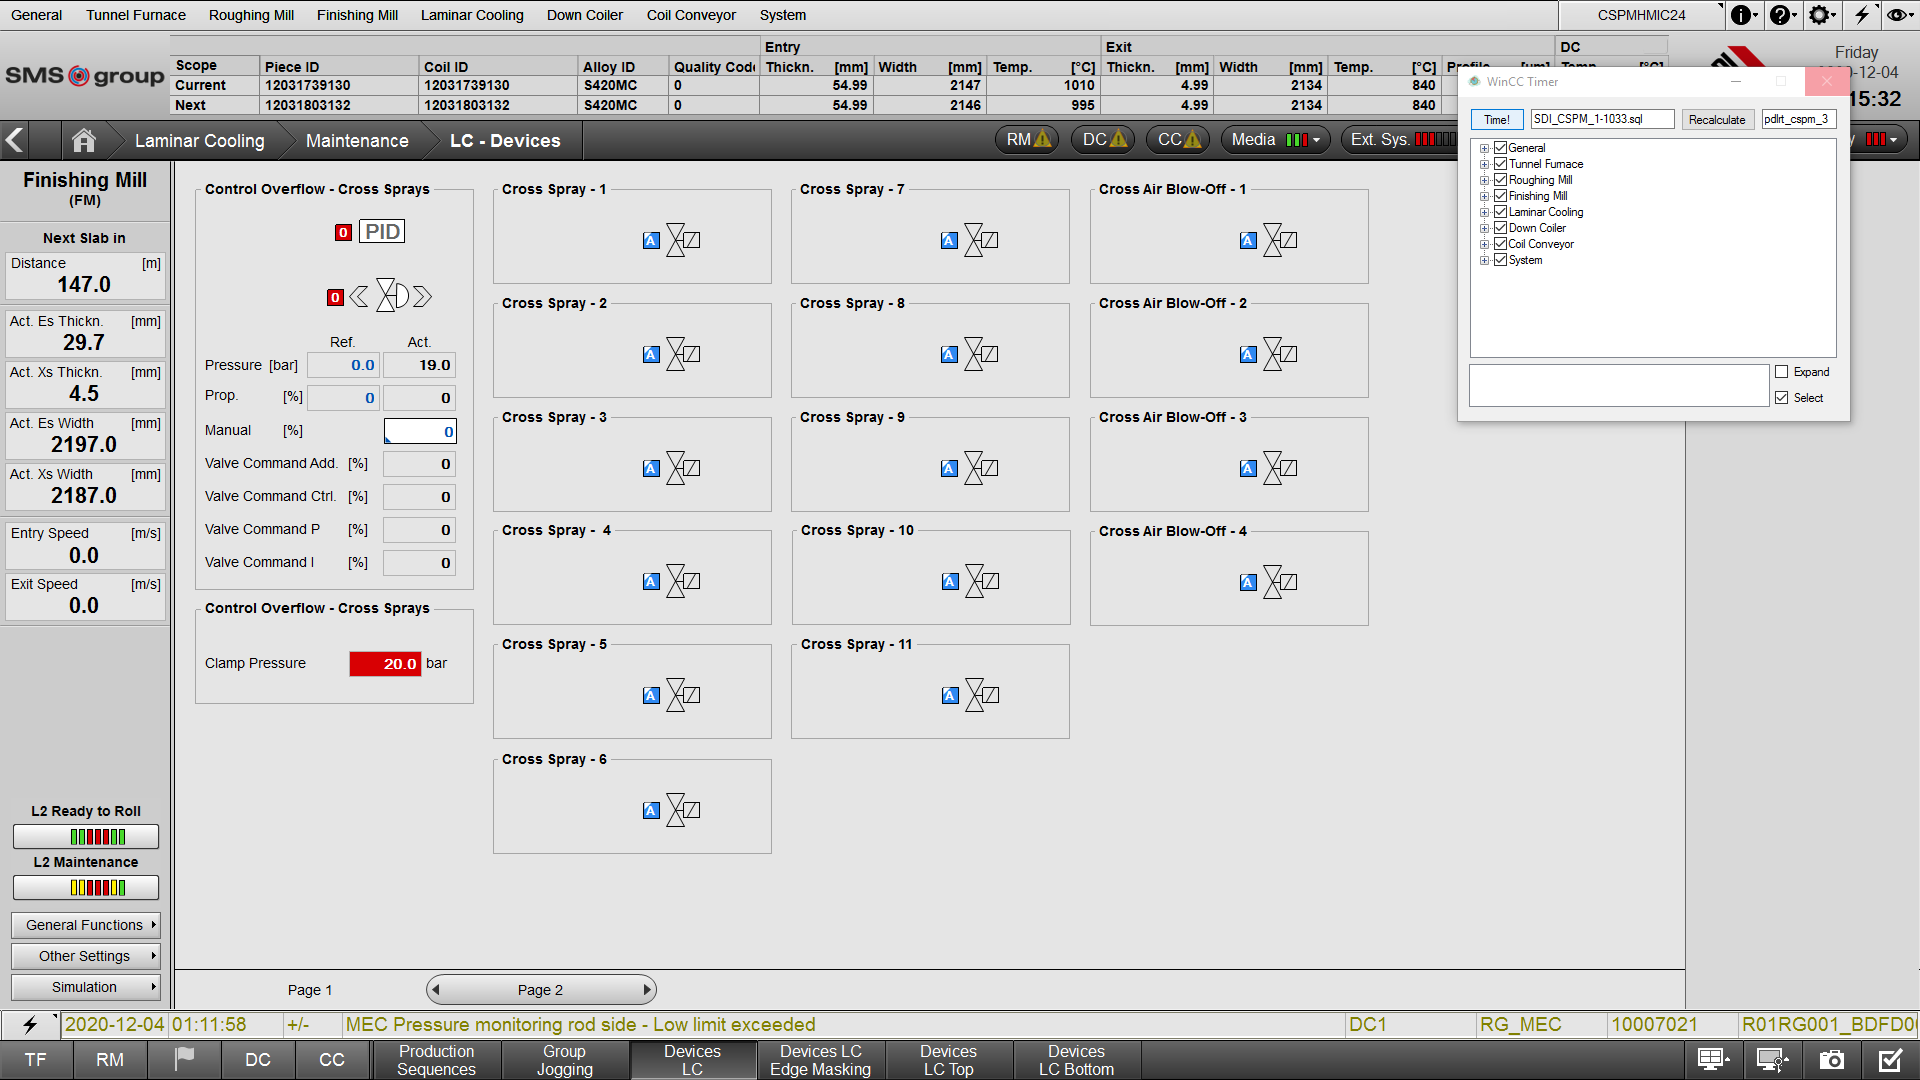 General Tunnel Furnace Roughing Mill Finishing Mill Laminar Cooling Down Coiler Coil Conveyor System CSPMHMIC24
SMS group
Entry Exit DC
Scope Piece ID Coil ID Alloy ID Quality Code Thickn. [mm] Width [mm] Temp. [°C] Thickn. [mm] Width [mm] Temp. [°C]
Current 12031739130 12031739130 S420MC 0 54.99 2147 1010 4.99 2134 840
Next 12031803132 12031803132 S420MC 0 54.99 2146 995 4.99 2134 840
Friday
-12-04
15:32
Laminar Cooling Maintenance LC - Devices RM DC CC Media Ext. Sys.
WinCC Timer
Time! SDI_CSPM_1-1033.sql Recalculate pdlrt_cspm_3
General
Tunnel Furnace
Roughing Mill
Finishing Mill
Laminar Cooling
Down Coiler
Coil Conveyor
System
Expand
Select
Finishing Mill
(FM)
Next Slab in
Distance [m]
147.0
Act. Es Thickn. [mm]
29.7
Act. Xs Thickn. [mm]
4.5
Act. Es Width [mm]
2197.0
Act. Xs Width [mm]
2187.0
Entry Speed [m/s]
0.0
Exit Speed [m/s]
0.0
L2 Ready to Roll
L2 Maintenance
General Functions
Other Settings
Simulation
Control Overflow - Cross Sprays
0 PID
0
Ref. Act.
Pressure [bar] 0.0 19.0
Prop. [%] 0 0
Manual [%] 0
Valve Command Add. [%] 0
Valve Command Ctrl. [%] 0
Valve Command P [%] 0
Valve Command I [%] 0
Control Overflow - Cross Sprays
Clamp Pressure 20.0 bar
Cross Spray - 1
A
Cross Spray - 2
A
Cross Spray - 3
A
Cross Spray - 4
A
Cross Spray - 5
A
Cross Spray - 6
A
Cross Spray - 7
A
Cross Spray - 8
A
Cross Spray - 9
A
Cross Spray - 10
A
Cross Spray - 11
A
Cross Air Blow-Off - 1
A
Cross Air Blow-Off - 2
A
Cross Air Blow-Off - 3
A
Cross Air Blow-Off - 4
A
Page 1 Page 2
2020-12-04 01:11:58 +/- MEC Pressure monitoring rod side - Low limit exceeded DC1 RG_MEC 10007021 R01RG001_BDFD0
TF RM DC CC Production Sequences Group Jogging Devices LC Devices LC Edge Masking Devices LC Top Devices LC Bottom